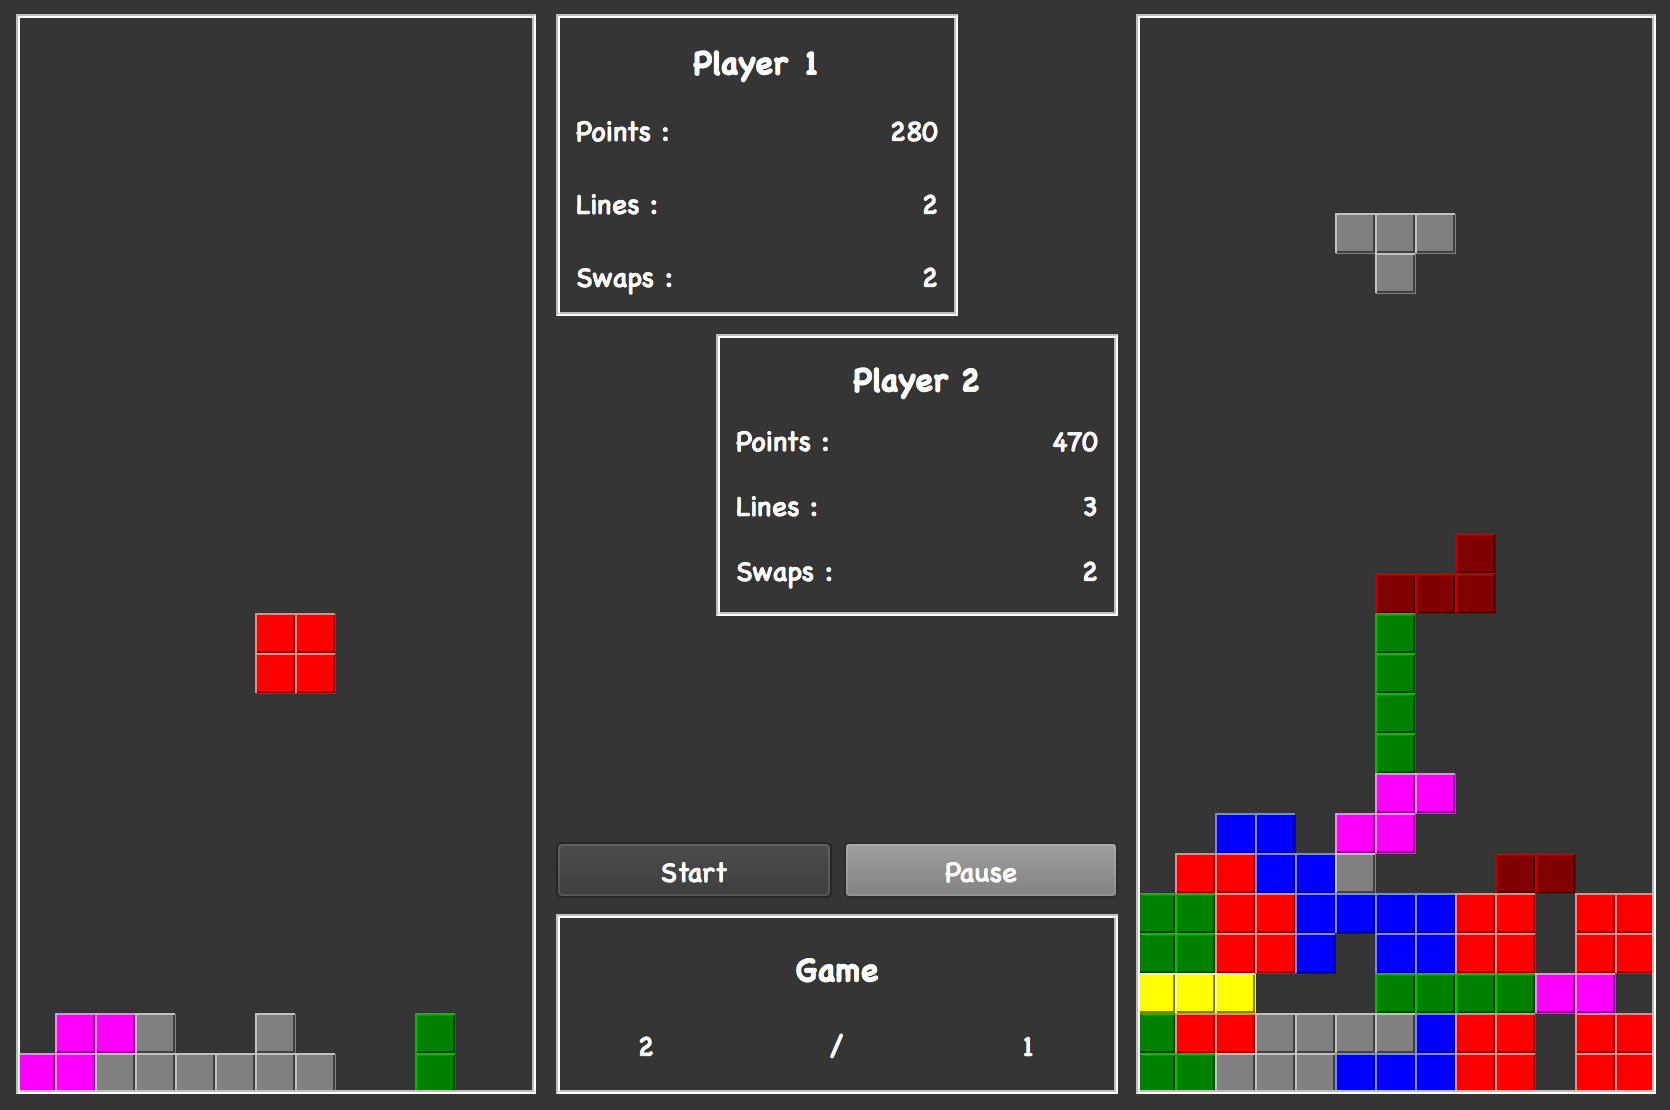 Player 1
Points : 280
Lines : 2
Swaps : 2
Player 2
Points : 470
Lines : 3
Swaps : 2
Start Pause
Game
2 / 1